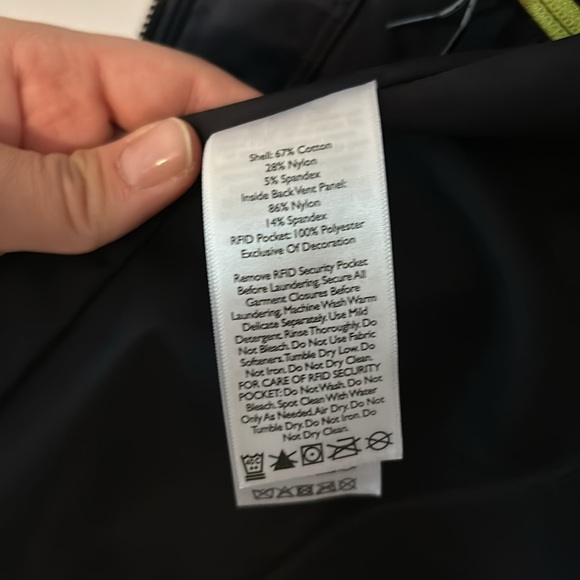 Shell: 67% Cotton
28% Nylon
5% Spandex
Inside Back Vent Panel:
86% Nylon
14% Spandex
RFID Pocket: 100% Polyester
Exclusive Of Decoration
Remove RFID Security Pocket
Before Laundering. Secure All
Garment Closures Before
Laundering. Machine Wash Warm
Delicate Separately. Use Mild
Detergent. Rinse Thoroughly. Do
Not Bleach. Do Not Use Fabric
Softeners. Tumble Dry Low. Do
Not Iron. Do Not Dry Clean.
FOR CARE OF RFID SECURITY
POCKET: Do Not Wash. Do Not
Bleach. Spot Clean With Water
Only As Needed. Air Dry. Do Not
Tumble Dry. Do Not Iron. Do
Not Dry Clean.
40°C